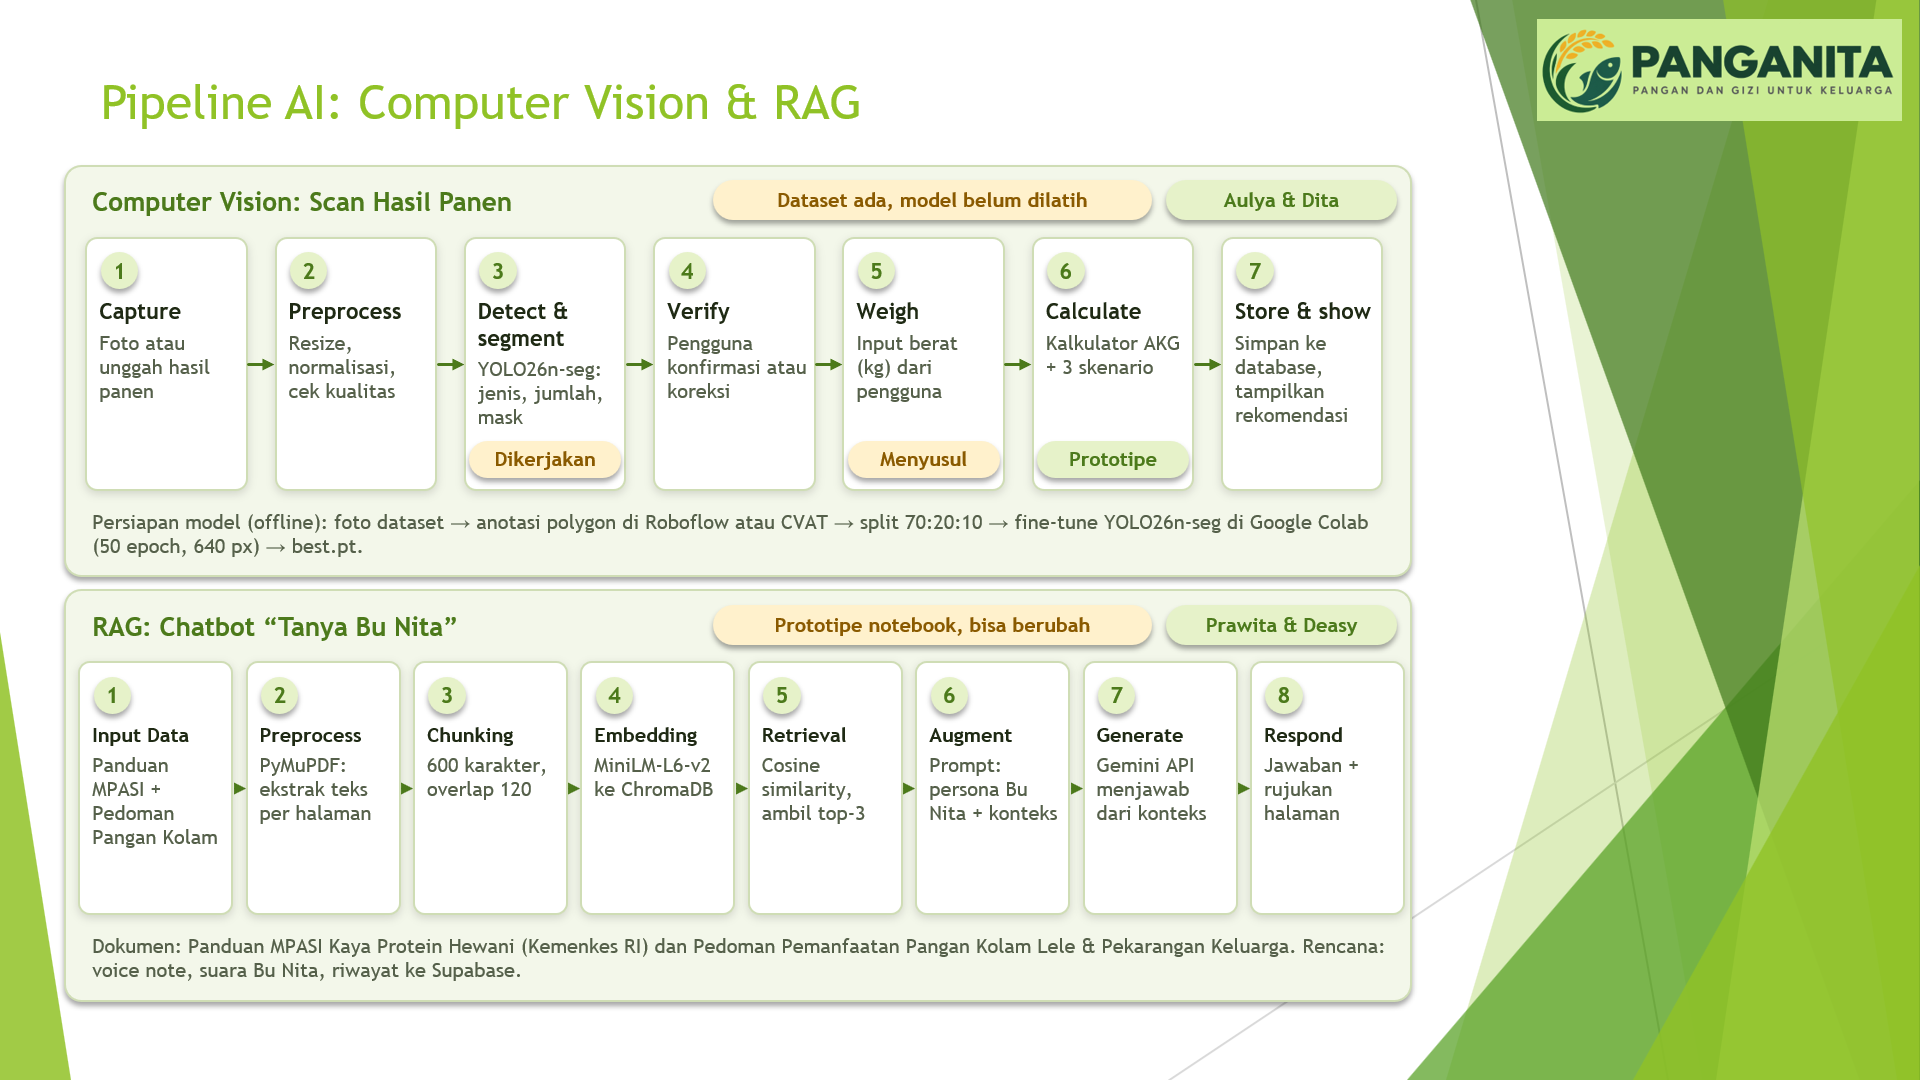 PANGANITA
PANGAN DAN GIZI UNTUK KELUARGA
Pipeline AI: Computer Vision & RAG
Computer Vision: Scan Hasil Panen
Dataset ada, model belum dilatih
Aulya & Dita
1
Capture
Foto atau
unggah hasil
panen
2
Preprocess
Resize,
normalisasi,
cek kualitas
3
Detect &
segment
YOLO26n-seg:
jenis, jumlah,
mask
Dikerjakan
4
Verify
Pengguna
konfirmasi atau
koreksi
5
Weigh
Input berat
(kg) dari
pengguna
Menyusul
6
Calculate
Kalkulator AKG
+ 3 skenario
Prototipe
7
Store & show
Simpan ke
database,
tampilkan
rekomendasi
Persiapan model (offline): foto dataset → anotasi polygon di Roboflow atau CVAT → split 70:20:10 → fine-tune YOLO26n-seg di Google Colab
(50 epoch, 640 px) → best.pt.
RAG: Chatbot “Tanya Bu Nita”
Prototipe notebook, bisa berubah
Prawita & Deasy
1
Input Data
Panduan
MPASI +
Pedoman
Pangan Kolam
2
Preprocess
PyMuPDF:
ekstrak teks
per halaman
3
Chunking
600 karakter,
overlap 120
4
Embedding
MiniLM-L6-v2
ke ChromaDB
5
Retrieval
Cosine
similarity,
ambil top-3
6
Augment
Prompt:
persona Bu
Nita + konteks
7
Generate
Gemini API
menjawab
dari konteks
8
Respond
Jawaban +
rujukan
halaman
Dokumen: Panduan MPASI Kaya Protein Hewani (Kemenkes RI) dan Pedoman Pemanfaatan Pangan Kolam Lele & Pekarangan Keluarga. Rencana:
voice note, suara Bu Nita, riwayat ke Supabase.